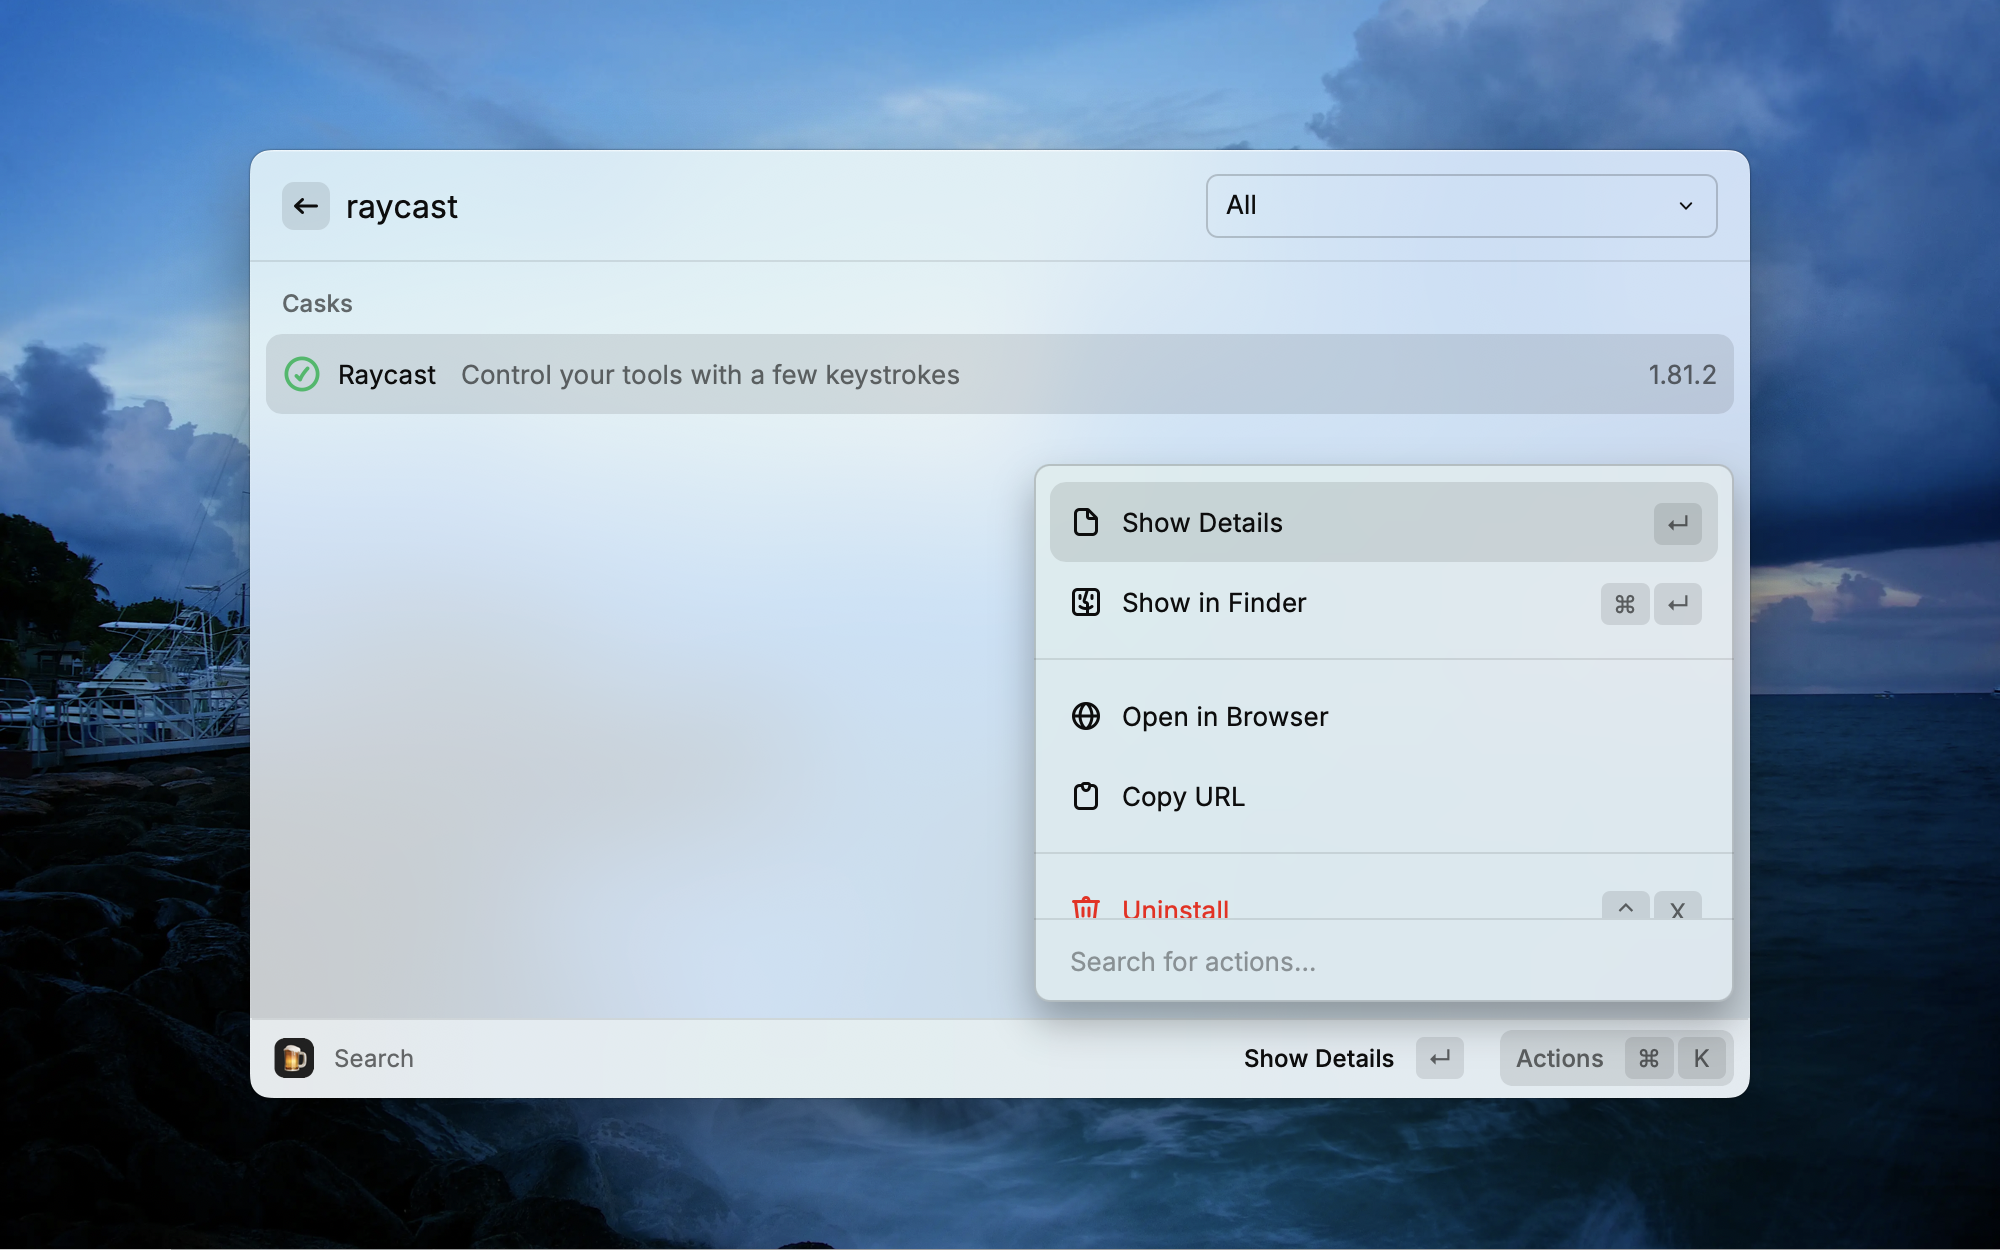 raycast
All
Casks
Raycast Control your tools with a few keystrokes 1.81.2
Show Details
Show in Finder ⌘
Open in Browser
Copy URL
Uninstall ^ X
Search for actions...
Search Show Details Actions ⌘ K